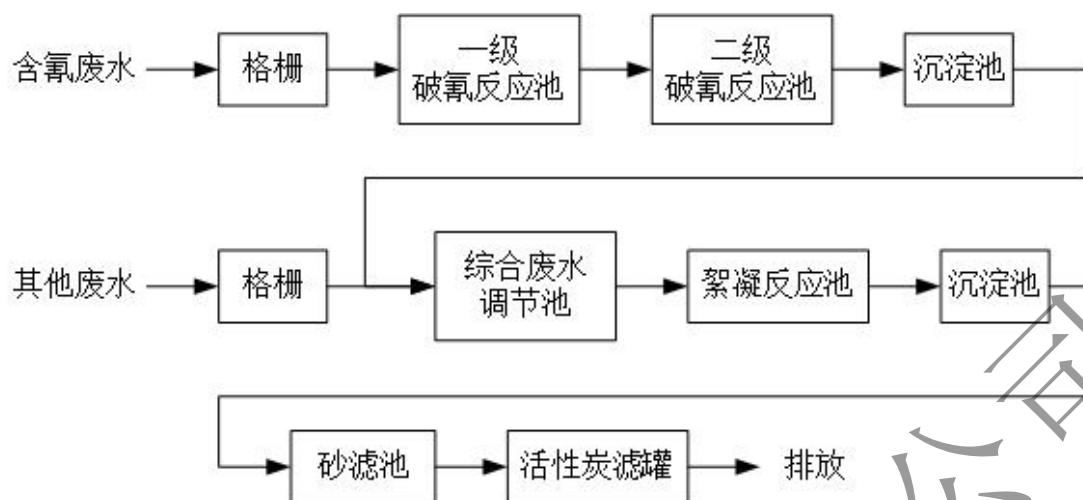 含氰废水
格栅
一级
破氰反应池
二级
破氰反应池
沉淀池
其他废水
格栅
综合废水
调节池
絮凝反应池
沉淀池
砂滤池
活性炭滤罐
排放
公司